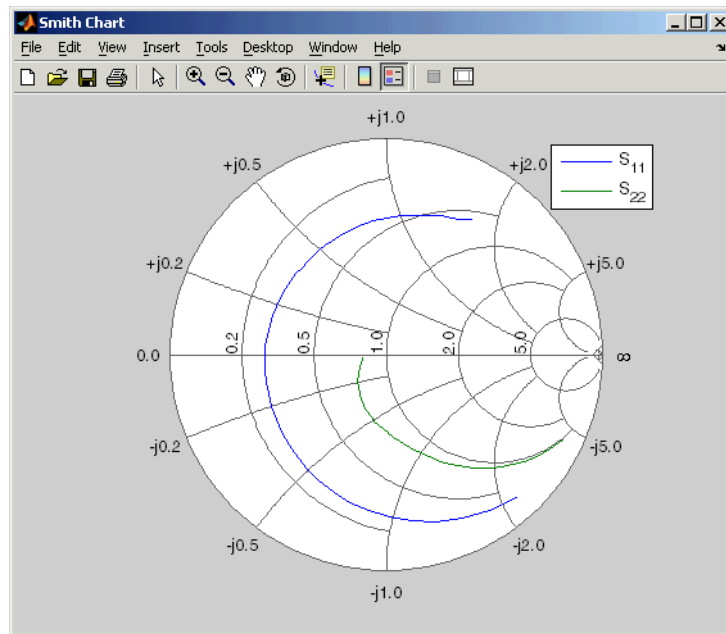 Smith Chart
File Edit View Insert Tools Desktop Window Help
+j1.0
+j0.5
+j2.0
S11
S22
+j0.2
+j5.0
0.0
0.2
0.5
1.0
2.0
5.0
∞
-j0.2
-j5.0
-j0.5
-j2.0
-j1.0